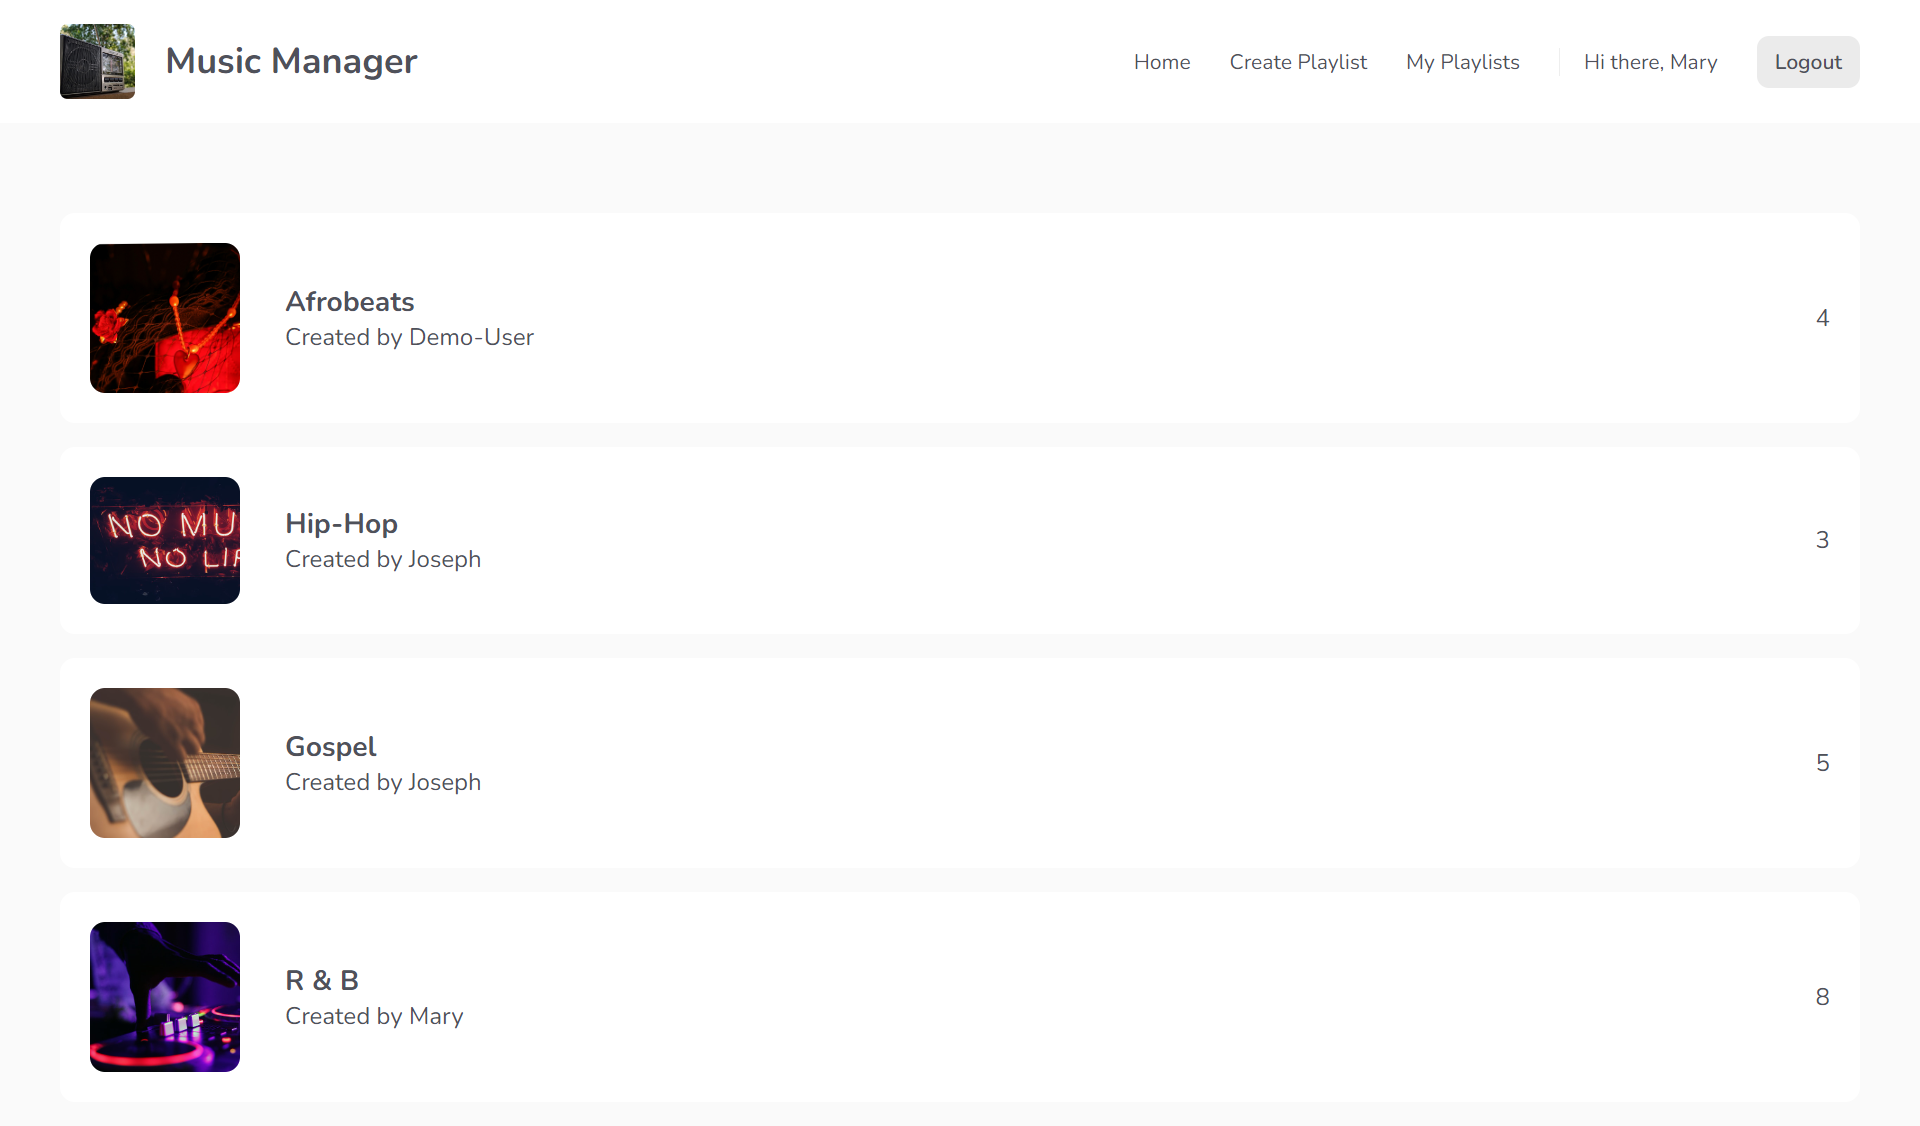 Music Manager
Home
Create Playlist
My Playlists
Hi there, Mary
Logout
Afrobeats
Created by Demo-User
4
NO MU
NO LIF
Hip-Hop
Created by Joseph
3
Gospel
Created by Joseph
5
R & B
Created by Mary
8